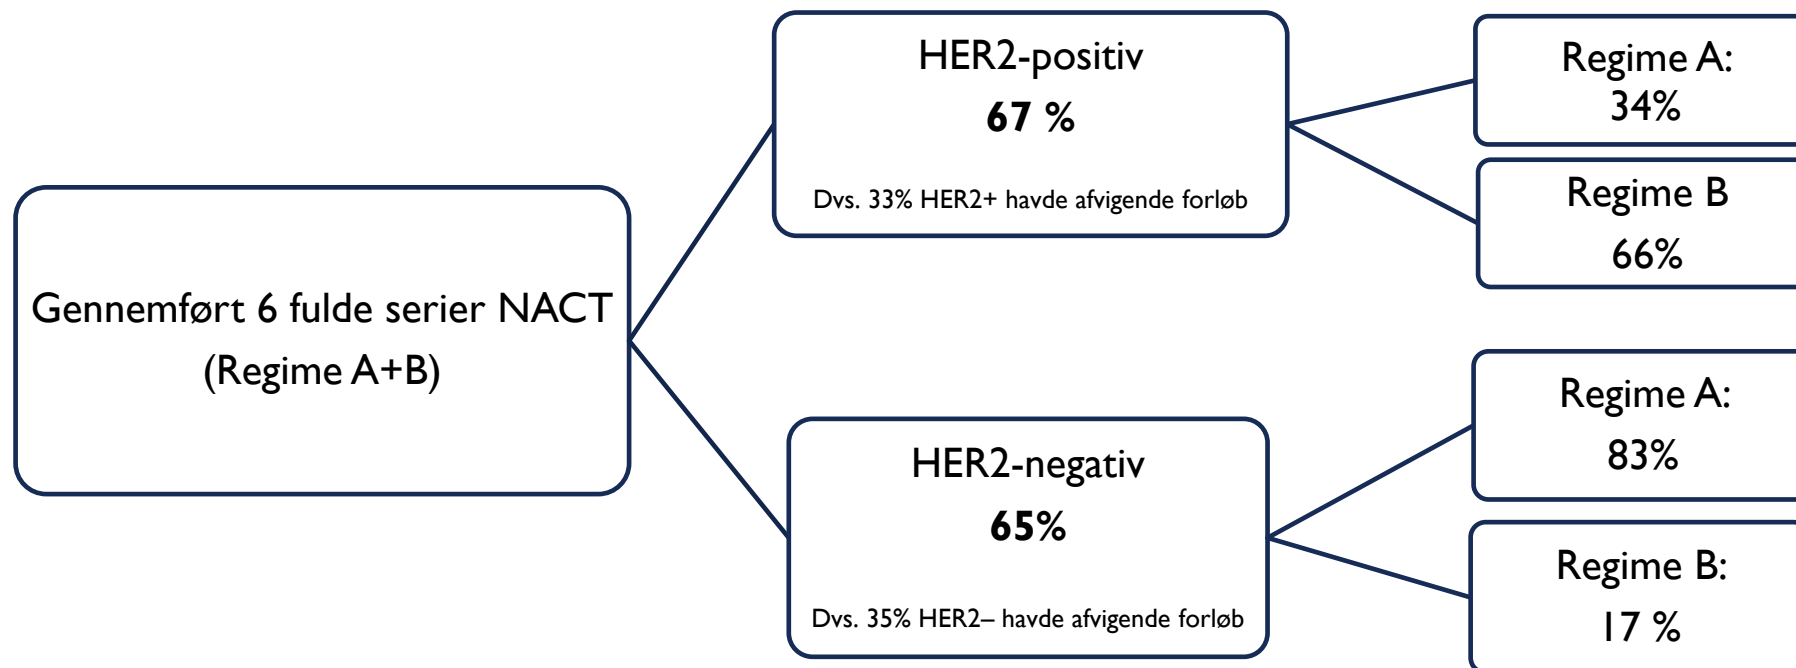 Gennemført 6 fulde serier NACT
(Regime A+B)
HER2-positiv
67 %
Dvs. 33% HER2+ havde afvigende forløb
Regime A:
34%
Regime B
66%
HER2-negativ
65%
Dvs. 35% HER2– havde afvigende forløb
Regime A:
83%
Regime B:
17 %